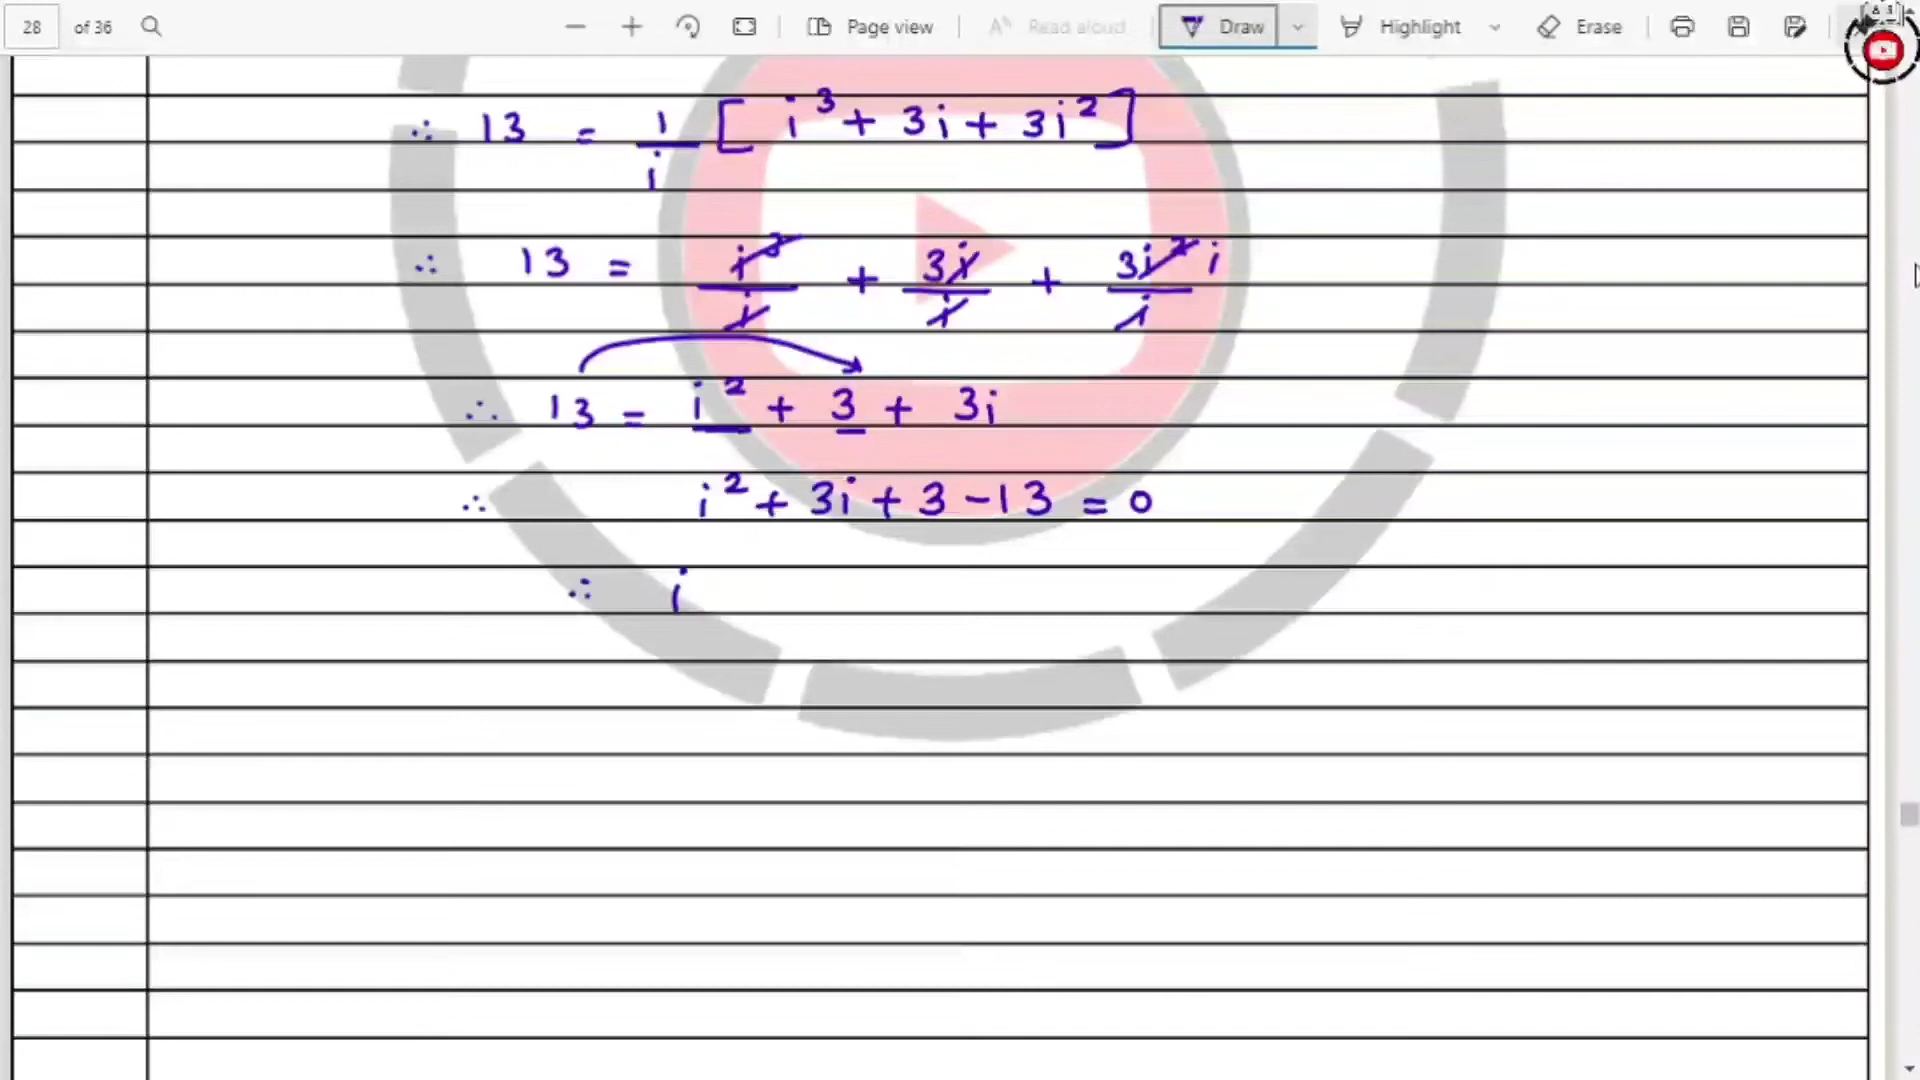 28 of 36 Page view Read aloud Draw Highlight Erase
∴ 13 = 1/i [ i³ + 3i + 3i² ]
∴ 13 = i³/i + 3i/i + 3i² i/i
∴ 13 = i² + 3 + 3i
∴ i² + 3i + 3 - 13 = 0
∴ i